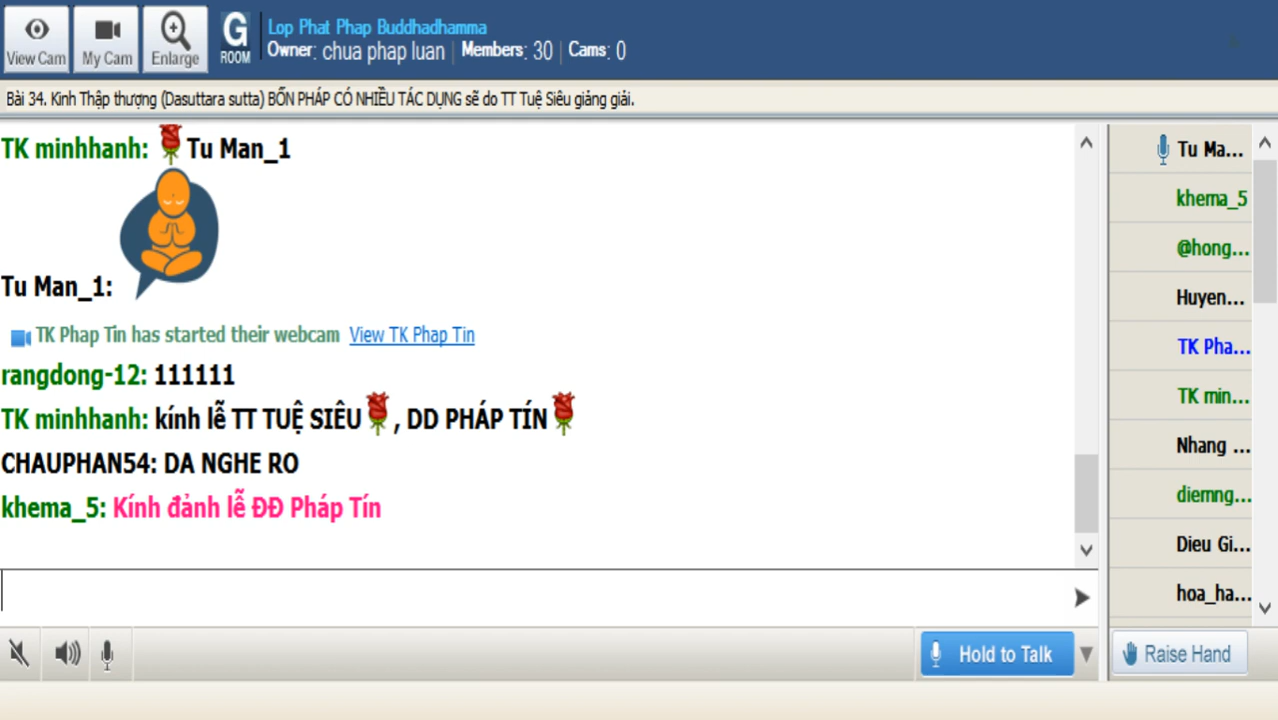 View Cam
My Cam
Enlarge
G
ROOM
Lop Phat Phap Buddhadhamma
Owner: chua phap luan | Members: 30 | Cams: 0
Bài 34. Kinh Thập thượng (Dasuttara sutta) BỐN PHÁP CÓ NHIỀU TÁC DỤNG sẽ do TT Tuệ Siêu giảng giải.
TK minhhanh: Tu Man_1
Tu Man_1:
TK Phap Tin has started their webcam View TK Phap Tin
rangdong-12: 111111
TK minhhanh: kính lễ TT TUỆ SIÊU, DD PHÁP TÍN
CHAUPHAN54: DA NGHE RO
khema_5: Kính đảnh lễ ĐĐ Pháp Tín
Tu Ma...
khema_5
@hong...
Huyen...
TK Pha...
TK min...
Nhang ...
diemng...
Dieu Gi...
hoa_ha...
Hold to Talk
Raise Hand